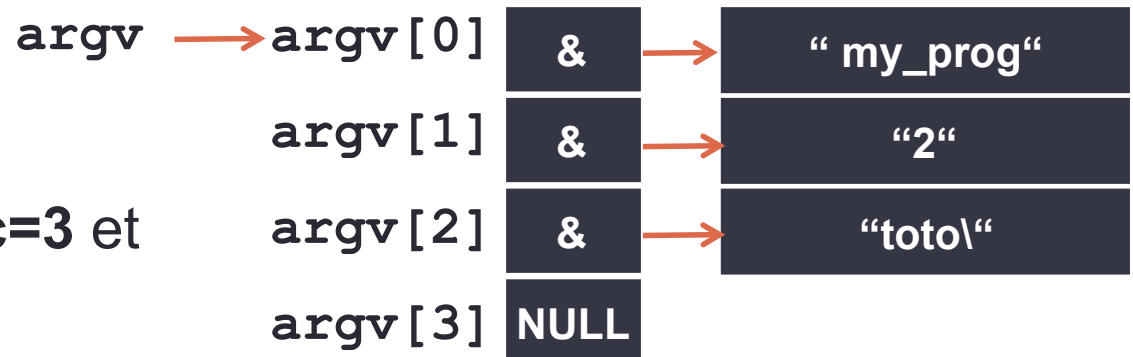 argv argv[0] & “ my_prog“
argv[1] & “2“
c=3 et argv[2] & “toto\“
argv[3] NULL